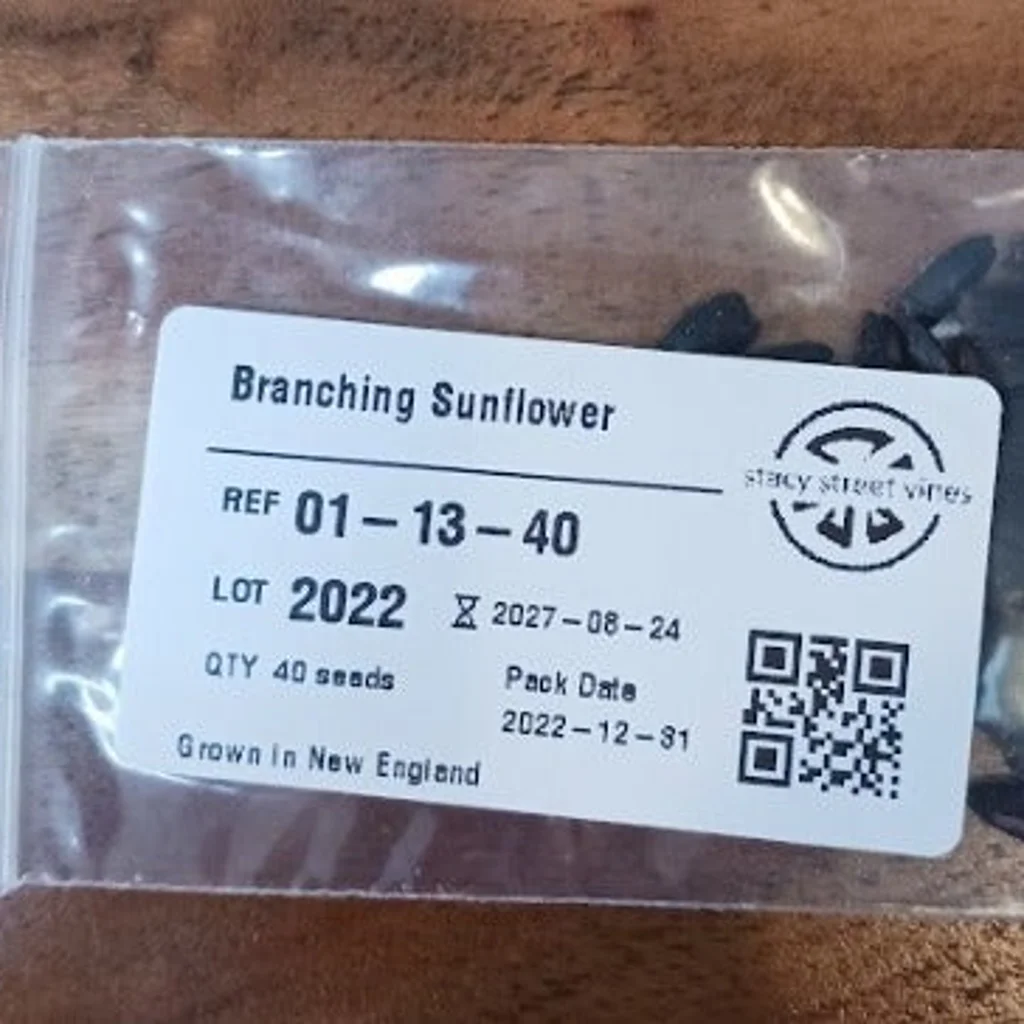 Branching Sunflower
stacy street vines
REF 01-13-40
LOT 2022 2027-08-24
QTY 40 seeds
Pack Date
2022-12-31
Grown in New England